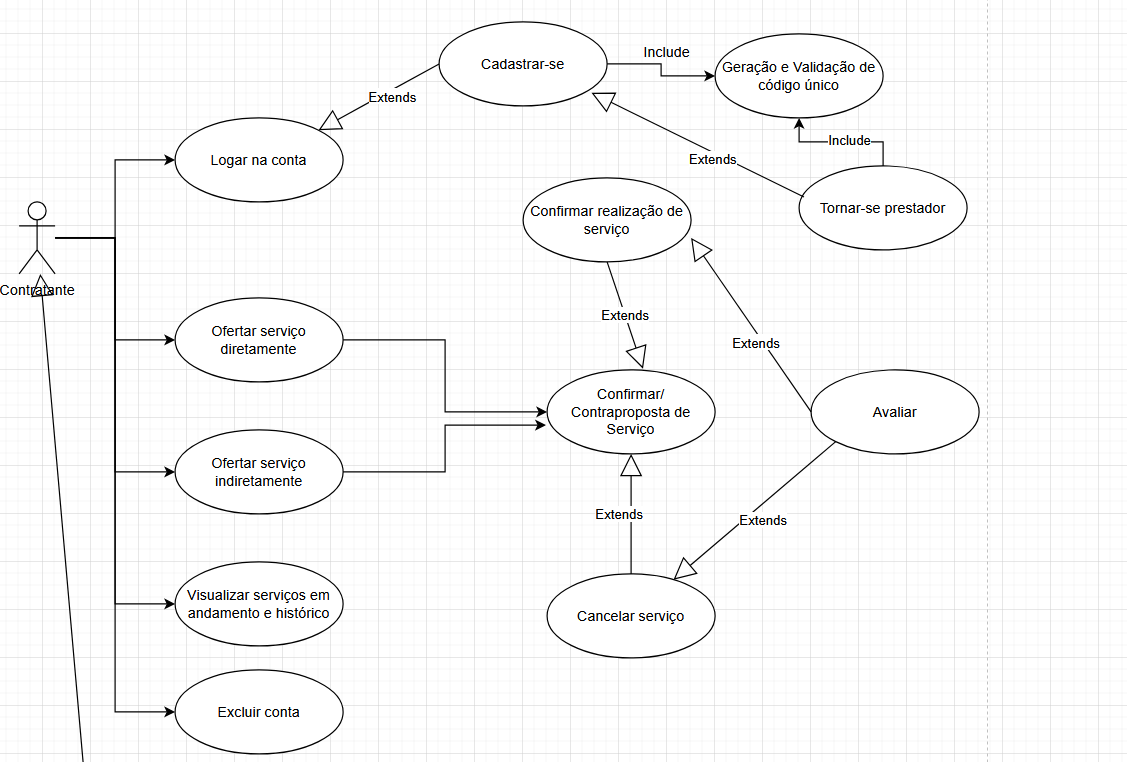 Cadastrar-se
Include
Geração e Validação de
código único
Extends
Logar na conta
Extends
Include
Tornar-se prestador
Confirmar realização de
serviço
Contratante
Extends
Ofertar serviço
diretamente
Extends
Confirmar/
Contraproposta de
Serviço
Avaliar
Ofertar serviço
indiretamente
Extends
Extends
Visualizar serviços em
andamento e histórico
Cancelar serviço
Excluir conta